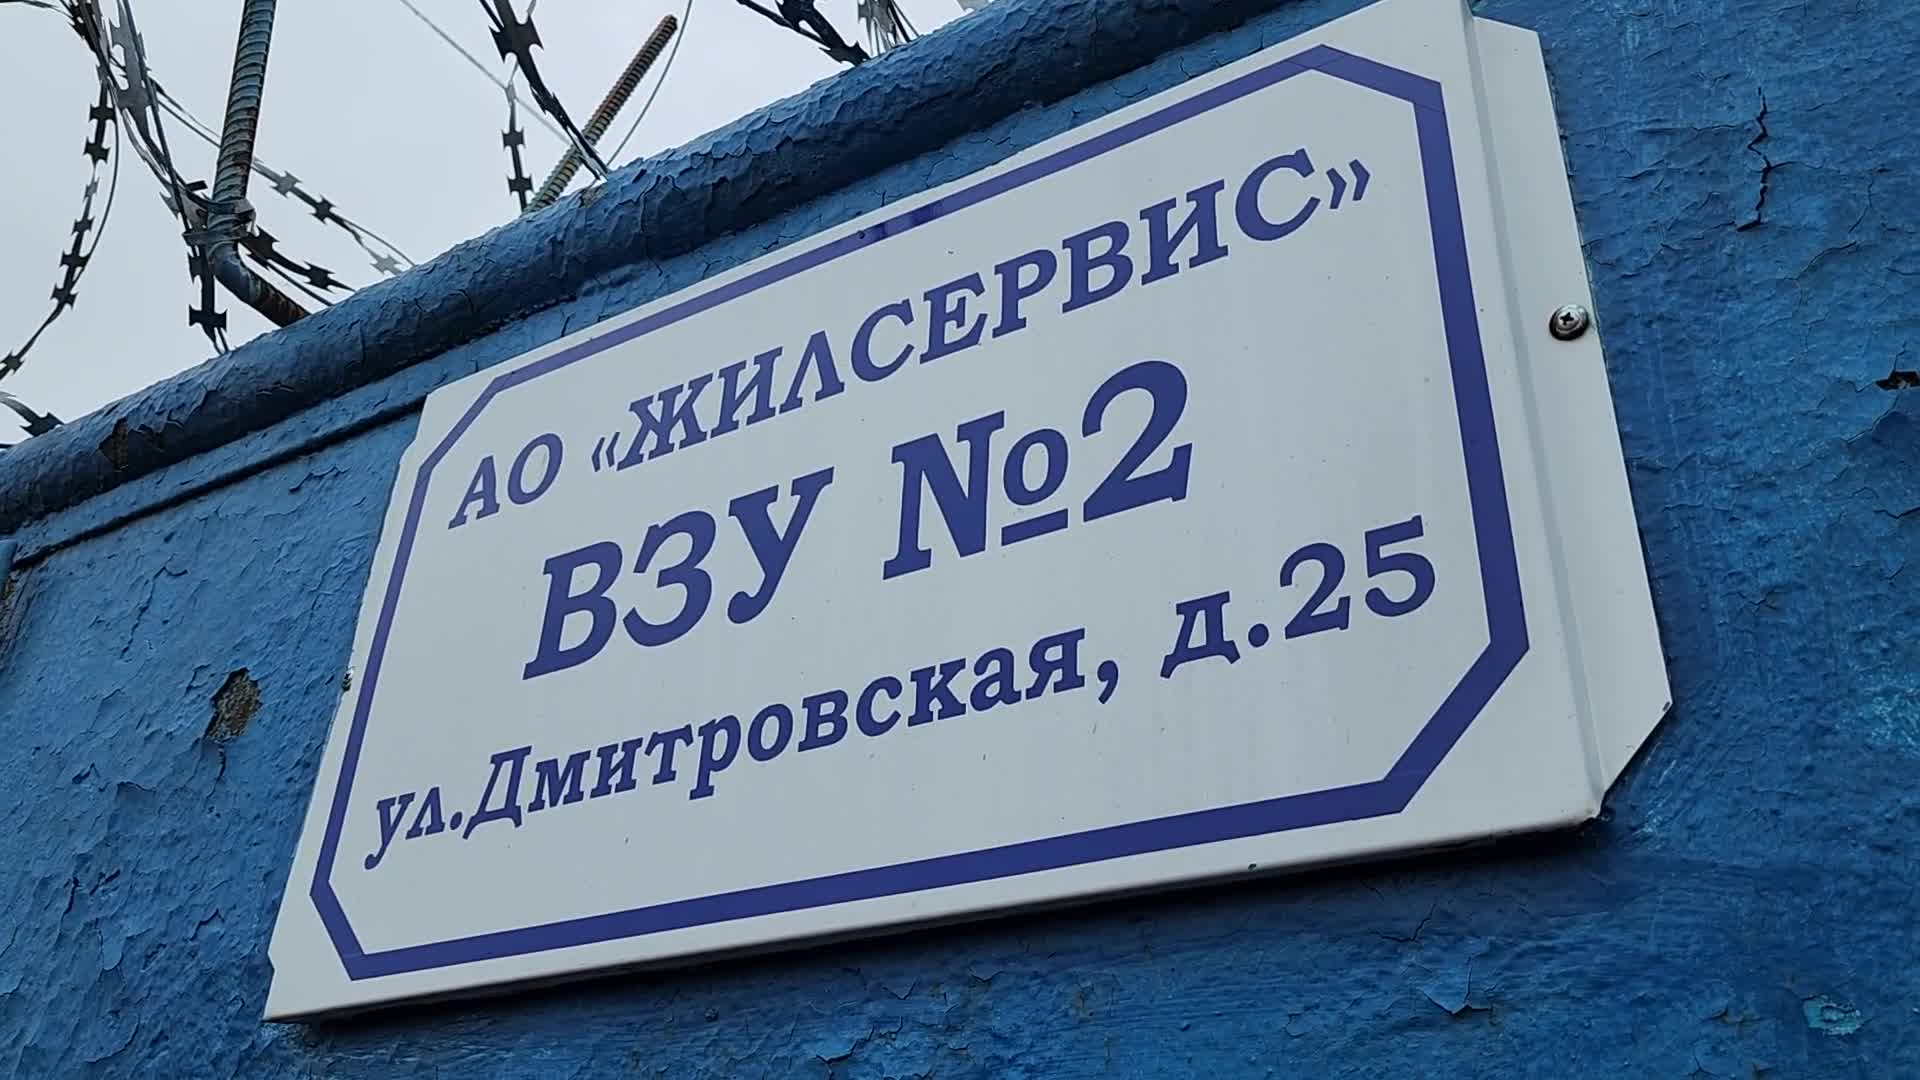 АО «ЖИЛСЕРВИС»
ВЗУ №2
ул.Дмитровская, д.25